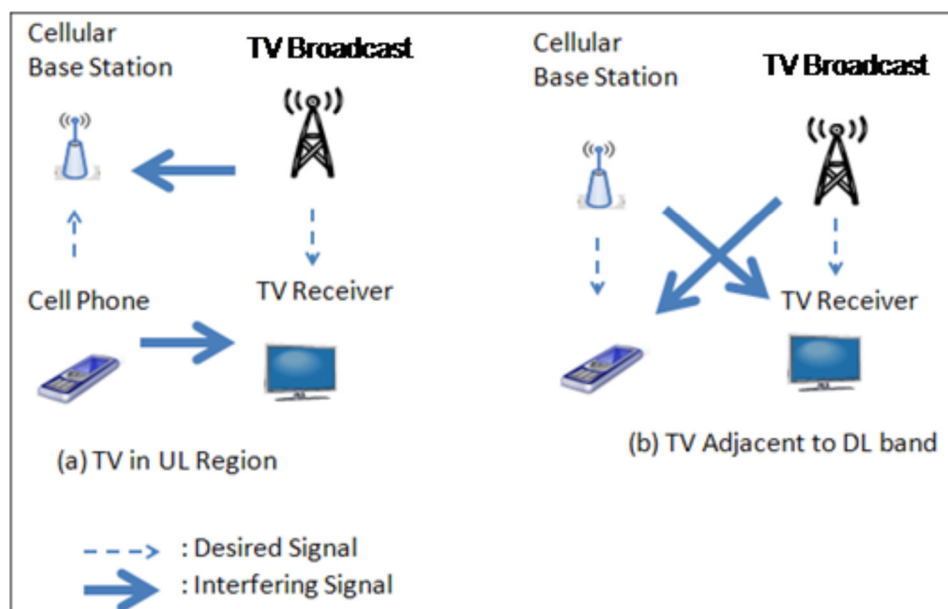 Cellular
Base Station
TV Broadcast
Cell Phone
TV Receiver
(a) TV in UL Region
Cellular
Base Station
TV Broadcast
TV Receiver
(b) TV Adjacent to DL band
: Desired Signal
: Interfering Signal